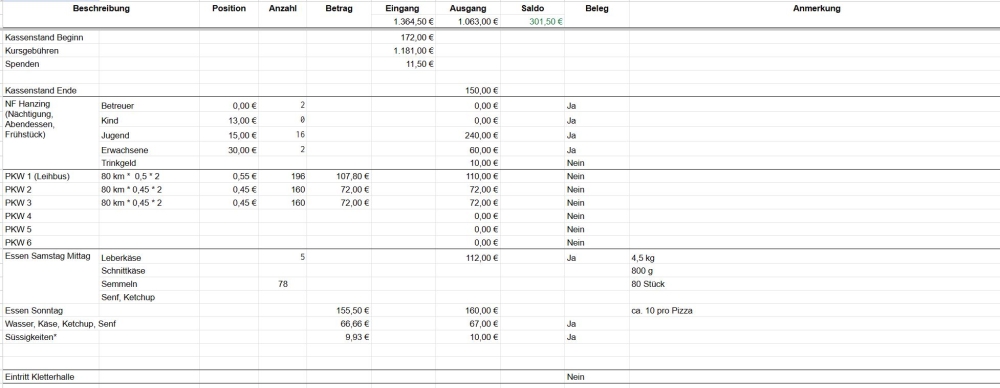 Beschreibung Position Anzahl Betrag Eingang Ausgang Saldo Beleg Anmerkung
1.364,50 € 1.063,00 € 301,50 €
Kassenstand Beginn 172,00 €
Kursgebühren 1.181,00 €
Spenden 11,50 €
Kassenstand Ende 150,00 €
NF Hanzing Betreuer 0,00 € 2 0,00 € Ja
(Nächtigung, Kind 13,00 € 0 0,00 € Ja
Abendessen,
Frühstück) Jugend 15,00 € 16 240,00 € Ja
Erwachsene 30,00 € 2 60,00 € Ja
Trinkgeld 10,00 € Nein
PKW 1 (Leihbus) 80 km * 0,5 * 2 0,55 € 196 107,80 € 110,00 € Nein
PKW 2 80 km * 0,45 * 2 0,45 € 160 72,00 € 72,00 € Nein
PKW 3 80 km * 0,45 * 2 0,45 € 160 72,00 € 72,00 € Nein
PKW 4 0,00 € Nein
PKW 5 0,00 € Nein
PKW 6 0,00 € Nein
Essen Samstag Mittag Leberkäse 5 112,00 € Ja 4,5 kg
Schnittkäse 800 g
Semmeln 78 80 Stück
Senf, Ketchup
Essen Sonntag 155,50 € 160,00 € ca. 10 pro Pizza
Wasser, Käse, Ketchup, Senf 66,66 € 67,00 € Ja
Süssigkeiten* 9,93 € 10,00 € Ja
Eintritt Kletterhalle Nein